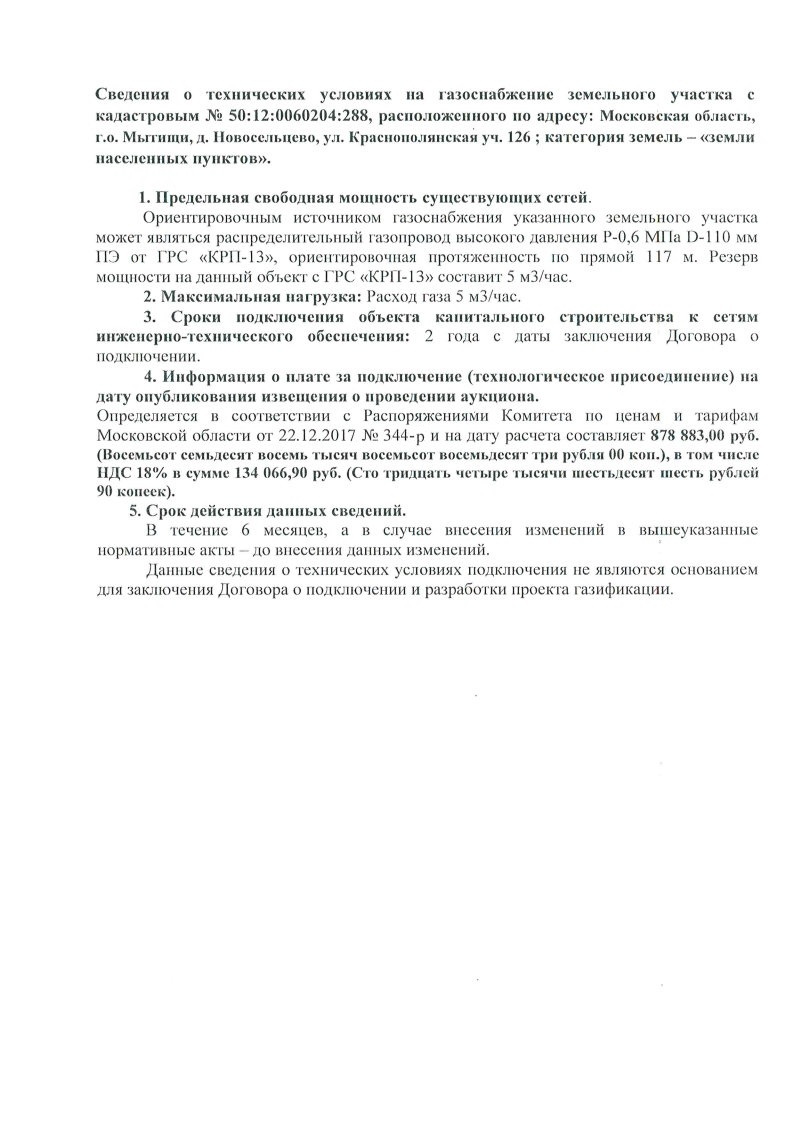 Сведения о технических условиях на газоснабжение земельного участка с
кадастровым № 50:12:0060204:288, расположенного по адресу: Московская область,
г.о. Мытищи, д. Новосельцево, ул. Краснополянская уч. 126 ; категория земель – «земли
населенных пунктов».
1. Предельная свободная мощность существующих сетей.
Ориентировочным источником газоснабжения указанного земельного участка
может являться распределительный газопровод высокого давления Р-0,6 МПа D-110 мм
ПЭ от ГРС «КРП-13», ориентировочная протяженность по прямой 117 м. Резерв
мощности на данный объект с ГРС «КРП-13» составит 5 м3/час.
2. Максимальная нагрузка: Расход газа 5 м3/час.
3. Сроки подключения объекта капитального строительства к сетям
инженерно-технического обеспечения: 2 года с даты заключения Договора о
подключении.
4. Информация о плате за подключение (технологическое присоединение) на
дату опубликования извещения о проведении аукциона.
Определяется в соответствии с Распоряжениями Комитета по ценам и тарифам
Московской области от 22.12.2017 № 344-р и на дату расчета составляет 878 883,00 руб.
(Восемьсот семьдесят восемь тысяч восемьсот восемьдесят три рубля 00 коп.), в том числе
НДС 18% в сумме 134 066,90 руб. (Сто тридцать четыре тысячи шестьдесят шесть рублей
90 копеек).
5. Срок действия данных сведений.
В течение 6 месяцев, а в случае внесения изменений в вышеуказанные
нормативные акты – до внесения данных изменений.
Данные сведения о технических условиях подключения не являются основанием
для заключения Договора о подключении и разработки проекта газификации.